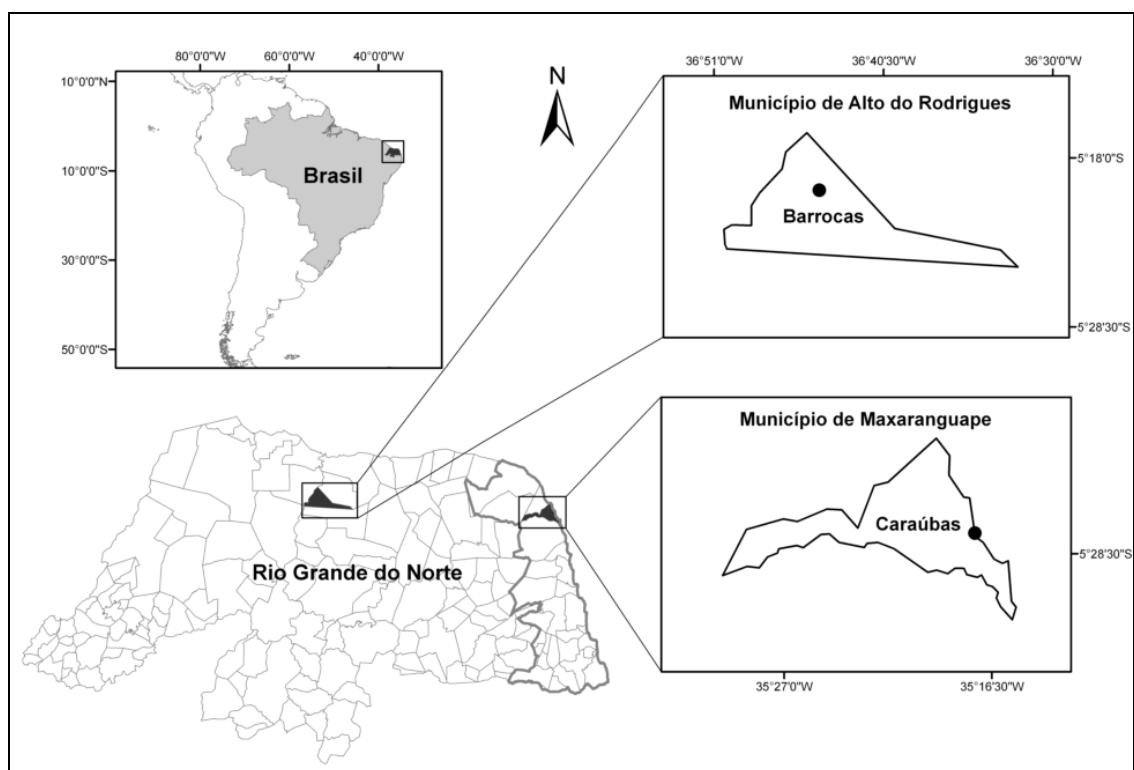 80°0'0"W 60°0'0"W 40°0'0"W
10°0'0"N
10°0'0"S
30°0'0"S
50°0'0"S
Brasil
N
36°51'0"W 36°40'30"W 36°30'0"W
Município de Alto do Rodrigues
5°18'0"S
Barrocas
5°28'30"S
Rio Grande do Norte
Município de Maxaranguape
Caraúbas
5°28'30"S
35°27'0"W 35°16'30"W